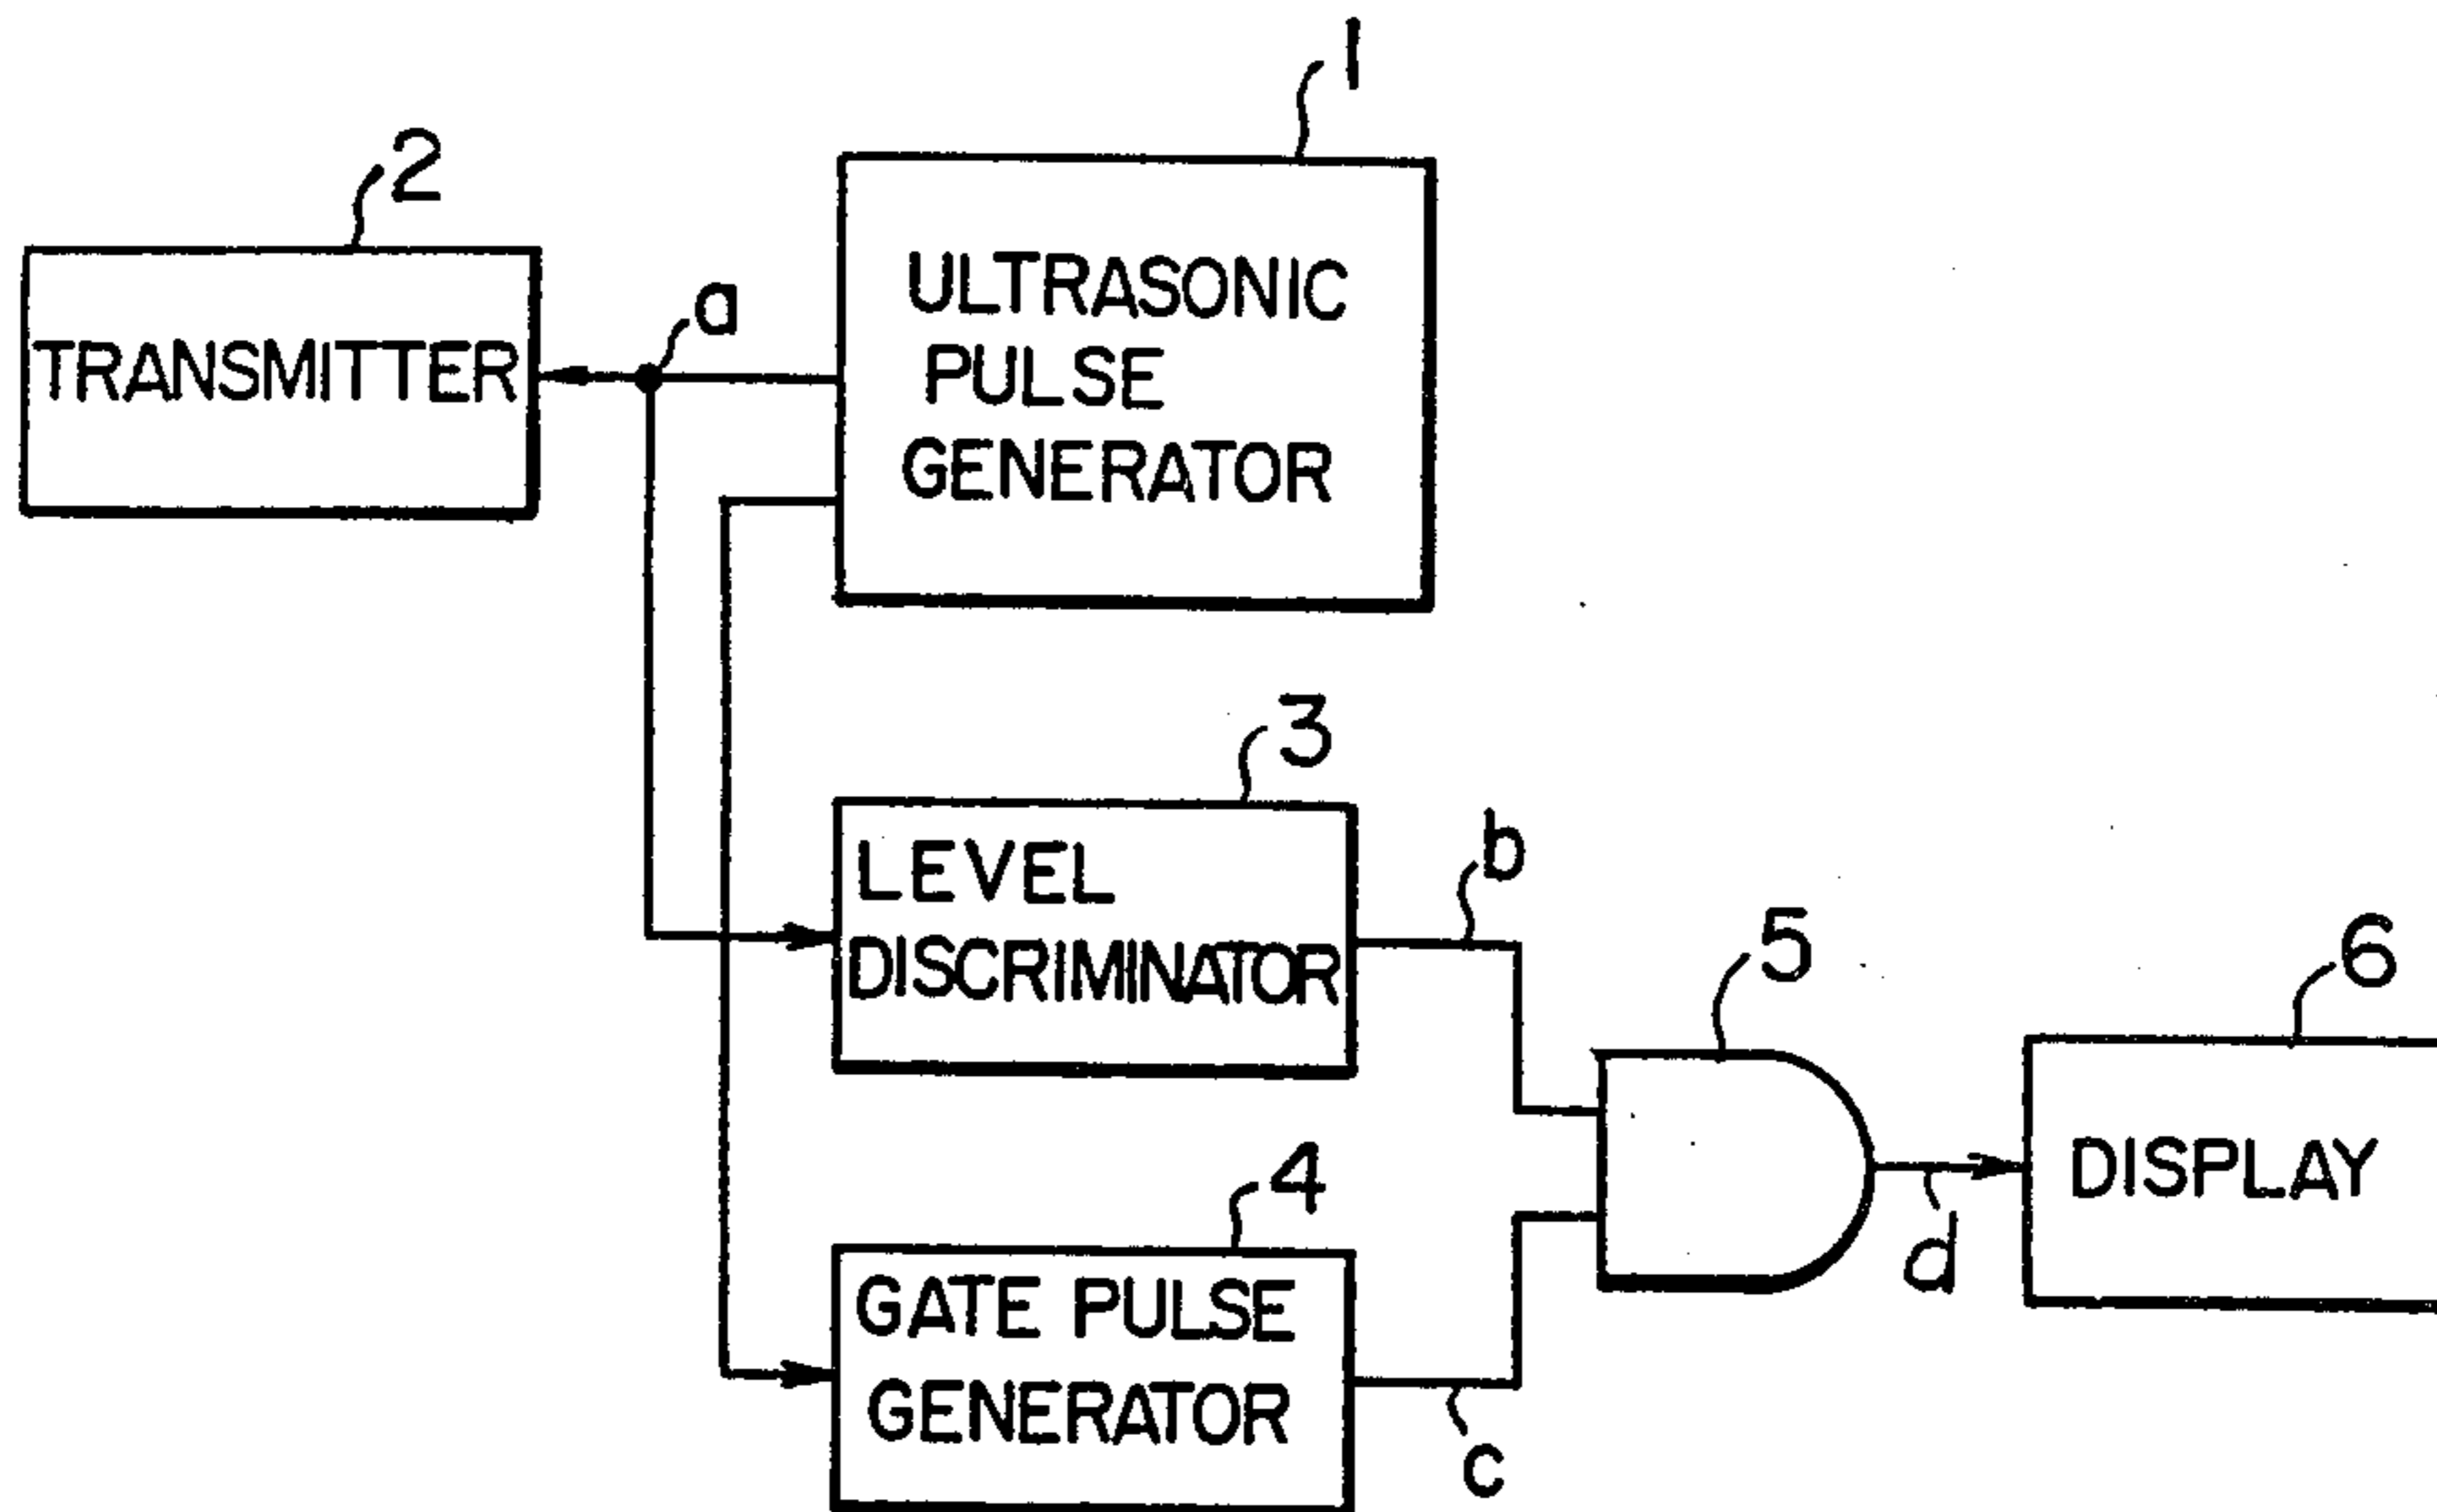 1
2
TRANSMITTER
a
ULTRASONIC
PULSE
GENERATOR
3
LEVEL
DISCRIMINATOR
b
5
6
DISPLAY
d
4
GATE PULSE
GENERATOR
c